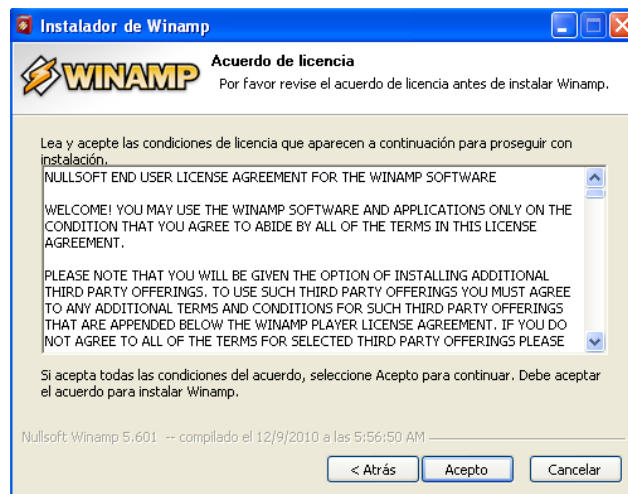 Instalador de Winamp
WINAMP
Acuerdo de licencia
Por favor revise el acuerdo de licencia antes de instalar Winamp.
Lea y acepte las condiciones de licencia que aparecen a continuación para proseguir con
instalación.
NULLSOFT END USER LICENSE AGREEMENT FOR THE WINAMP SOFTWARE
WELCOME! YOU MAY USE THE WINAMP SOFTWARE AND APPLICATIONS ONLY ON THE
CONDITION THAT YOU AGREE TO ABIDE BY ALL OF THE TERMS IN THIS LICENSE
AGREEMENT.
PLEASE NOTE THAT YOU WILL BE GIVEN THE OPTION OF INSTALLING ADDITIONAL
THIRD PARTY OFFERINGS. TO USE SUCH THIRD PARTY OFFERINGS YOU MUST AGREE
TO ANY ADDITIONAL TERMS AND CONDITIONS FOR SUCH THIRD PARTY OFFERINGS
THAT ARE APPENDED BELOW THE WINAMP PLAYER LICENSE AGREEMENT. IF YOU DO
NOT AGREE TO ALL OF THE TERMS FOR SELECTED THIRD PARTY OFFERINGS PLEASE
Si acepta todas las condiciones del acuerdo, seleccione Acepto para continuar. Debe aceptar
el acuerdo para instalar Winamp.
Nullsoft Winamp 5.601 -- compilado el 12/9/2010 a las 5:56:50 AM
< Atrás Acepto Cancelar